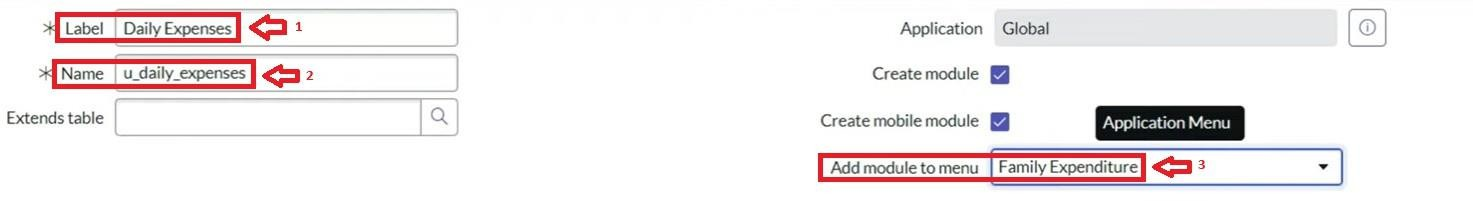 * Label Daily Expenses 1
* Name u_daily_expenses 2
Extends table
Application Global
Create module
Create mobile module
Application Menu
Add module to menu Family Expenditure 3